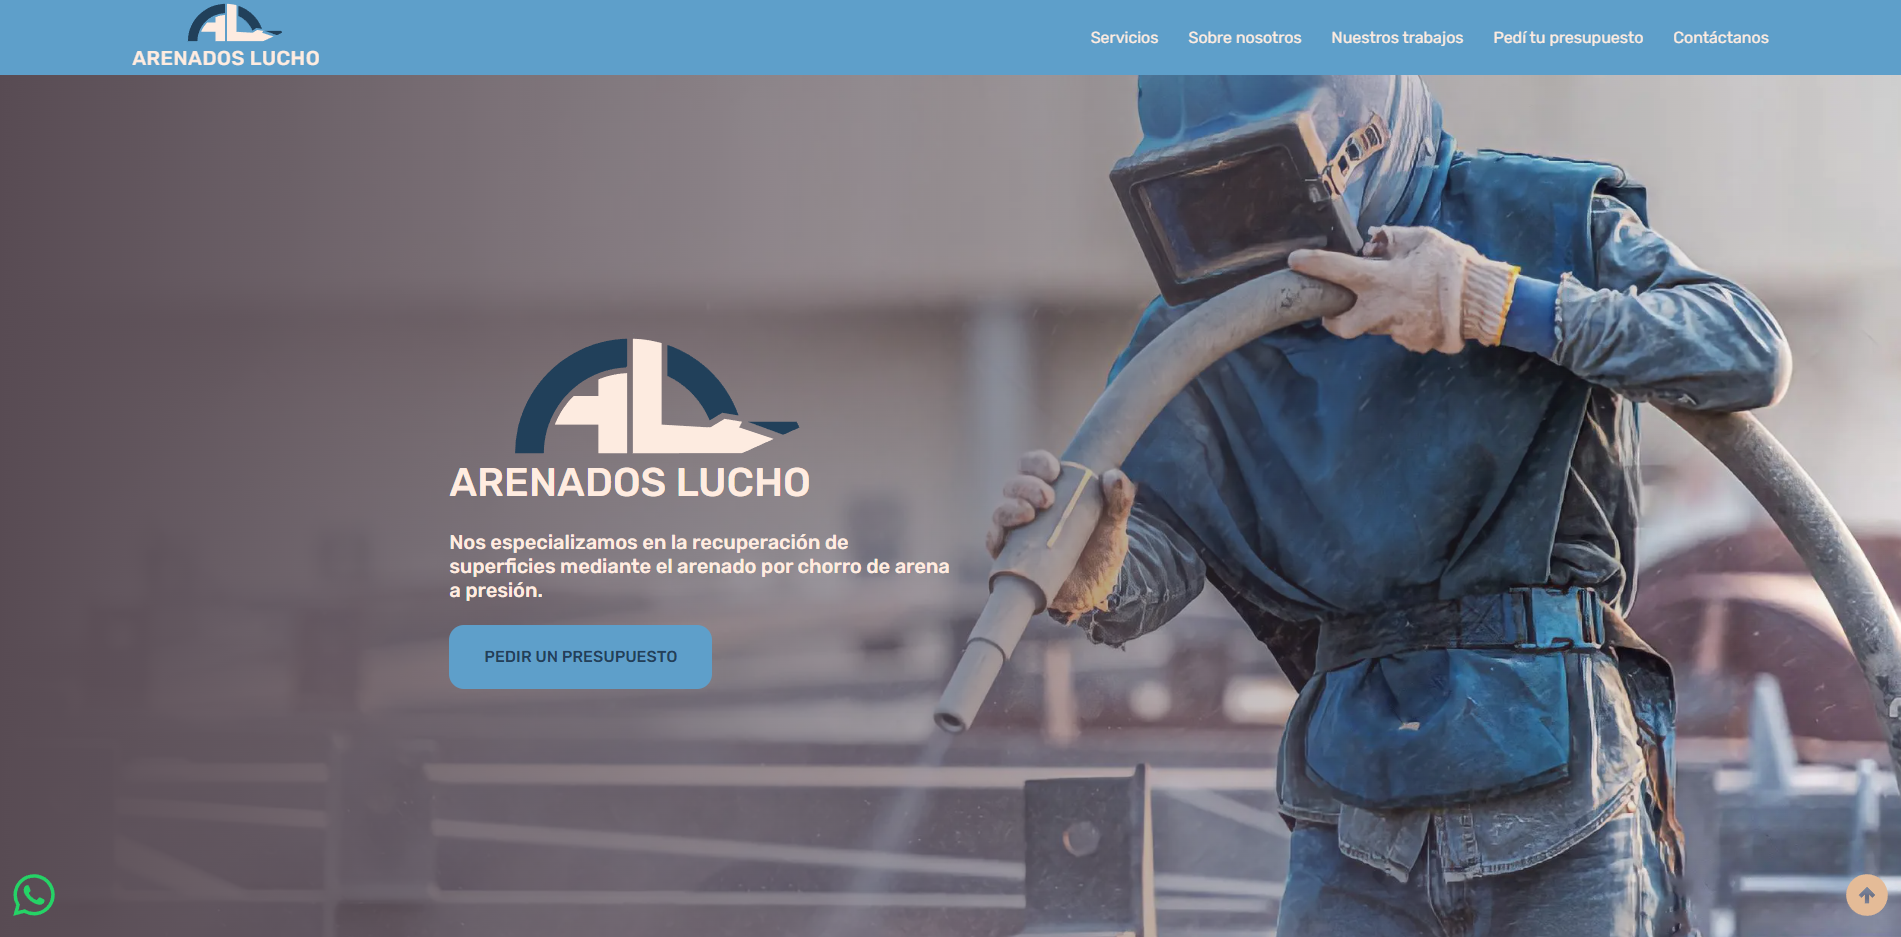 ARENADOS LUCHO
Servicios
Sobre nosotros
Nuestros trabajos
Pedí tu presupuesto
Contáctanos
AL
ARENADOS LUCHO
Nos especializamos en la recuperación de
superficies mediante el arenado por chorro de arena
a presión.
PEDIR UN PRESUPUESTO